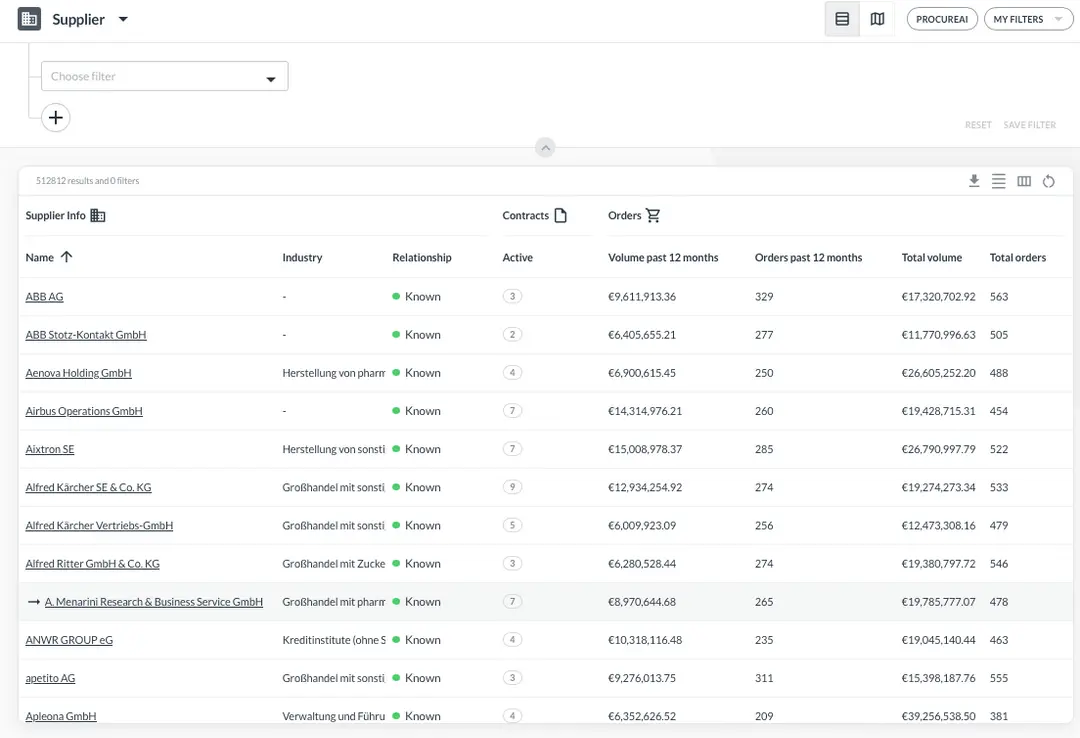 Supplier
PROCUREAI
MY FILTERS
Choose filter
RESET SAVE FILTER
512812 results and 0 filters
Supplier Info Contracts Orders
Name Industry Relationship Active Volume past 12 months Orders past 12 months Total volume Total orders
ABB AG - Known 3 €9,611,913.36 329 €17,320,702.92 563
ABB Stotz-Kontakt GmbH - Known 2 €6,405,655.21 277 €11,770,996.63 505
Aenova Holding GmbH Herstellung von pharm Known 4 €6,900,615.45 250 €26,605,252.20 488
Airbus Operations GmbH - Known 7 €14,314,976.21 260 €19,428,715.31 454
Aixtron SE Herstellung von sonsti Known 7 €15,008,978.37 285 €26,790,997.79 522
Alfred Kärcher SE & Co. KG Großhandel mit sonsti Known 9 €12,934,254.92 274 €19,274,273.34 533
Alfred Kärcher Vertriebs-GmbH Großhandel mit sonsti Known 5 €6,009,923.09 256 €12,473,308.16 479
Alfred Ritter GmbH & Co. KG Großhandel mit Zucke Known 3 €6,280,528.44 274 €19,380,797.72 546
→ A. Menarini Research & Business Service GmbH Großhandel mit pharm Known 7 €8,970,644.68 265 €19,785,777.07 478
ANWR GROUP eG Kreditinstitute (ohne S Known 4 €10,318,116.48 235 €19,045,140.44 463
apetito AG Großhandel mit sonsti Known 3 €9,276,013.75 311 €15,398,187.76 555
Apleona GmbH Verwaltung und Führu Known 4 €6,352,626.52 209 €39,256,538.50 381